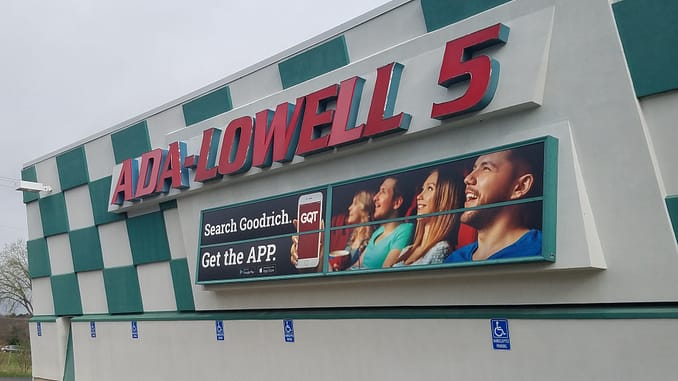 ADA-LOWELL 5
Search Goodrich.
Get the APP.
GQT